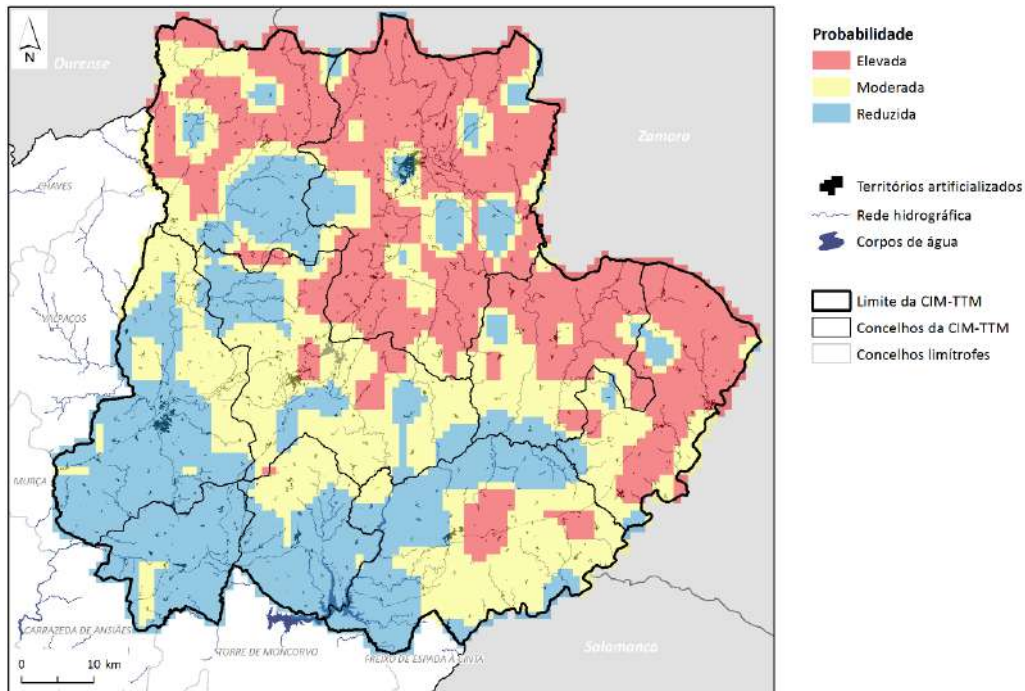 N
Ourense
Zamora
CHAVES
VALPAÇOS
MURÇA
CARRAZEDA DE ANSIÃES
TORRE DE MONCORVO
FREIXO DE ESPADA À CINTA
Salamanca
0 10 km
Probabilidade
Elevada
Moderada
Reduzida
Territórios artificializados
Rede hidrográfica
Corpos de água
Limite da CIM-TTM
Concelhos da CIM-TTM
Concelhos limítrofes